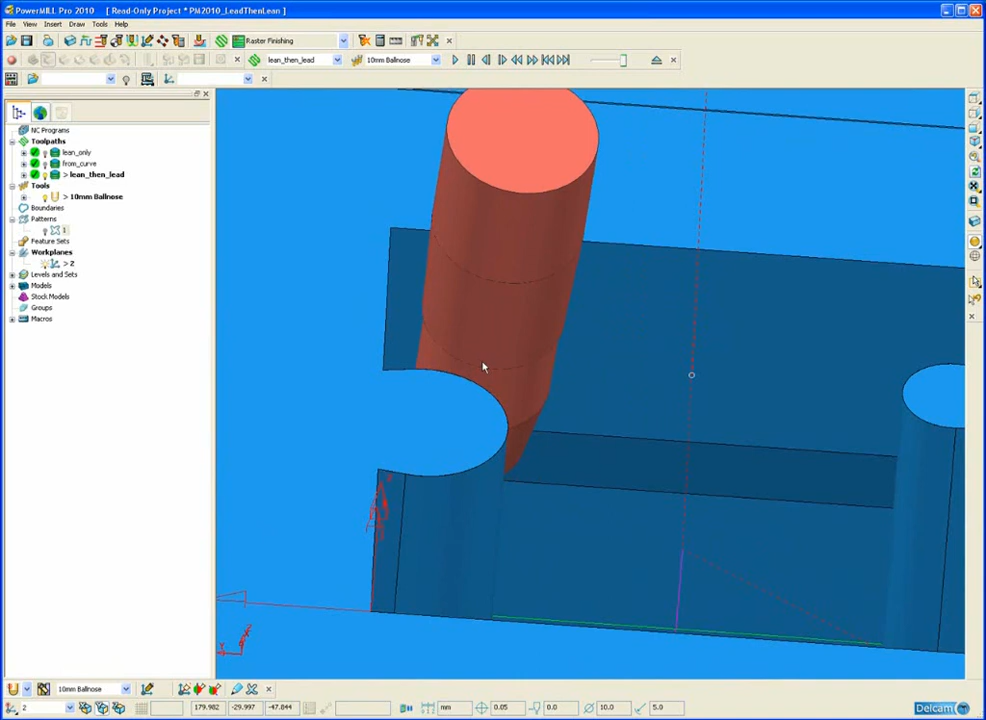 PowerMILL Pro 2010   [ Read-Only Project * PM2010_LeadThenLean ]
File View Insert Draw Tools Help
Raster Finishing
lean_then_lead 10mm Ballnose
NC Programs
Toolpaths
lean_only
from_curve
> lean_then_lead
Tools
> 10mm Ballnose
Boundaries
Patterns
1
Feature Sets
Workplanes
> 2
Levels and Sets
Models
Stock Models
Groups
Macros
10mm Ballnose
2 179.982 -29.997 -47.844 mm 0.05 0.0 10.0 5.0 Delcam